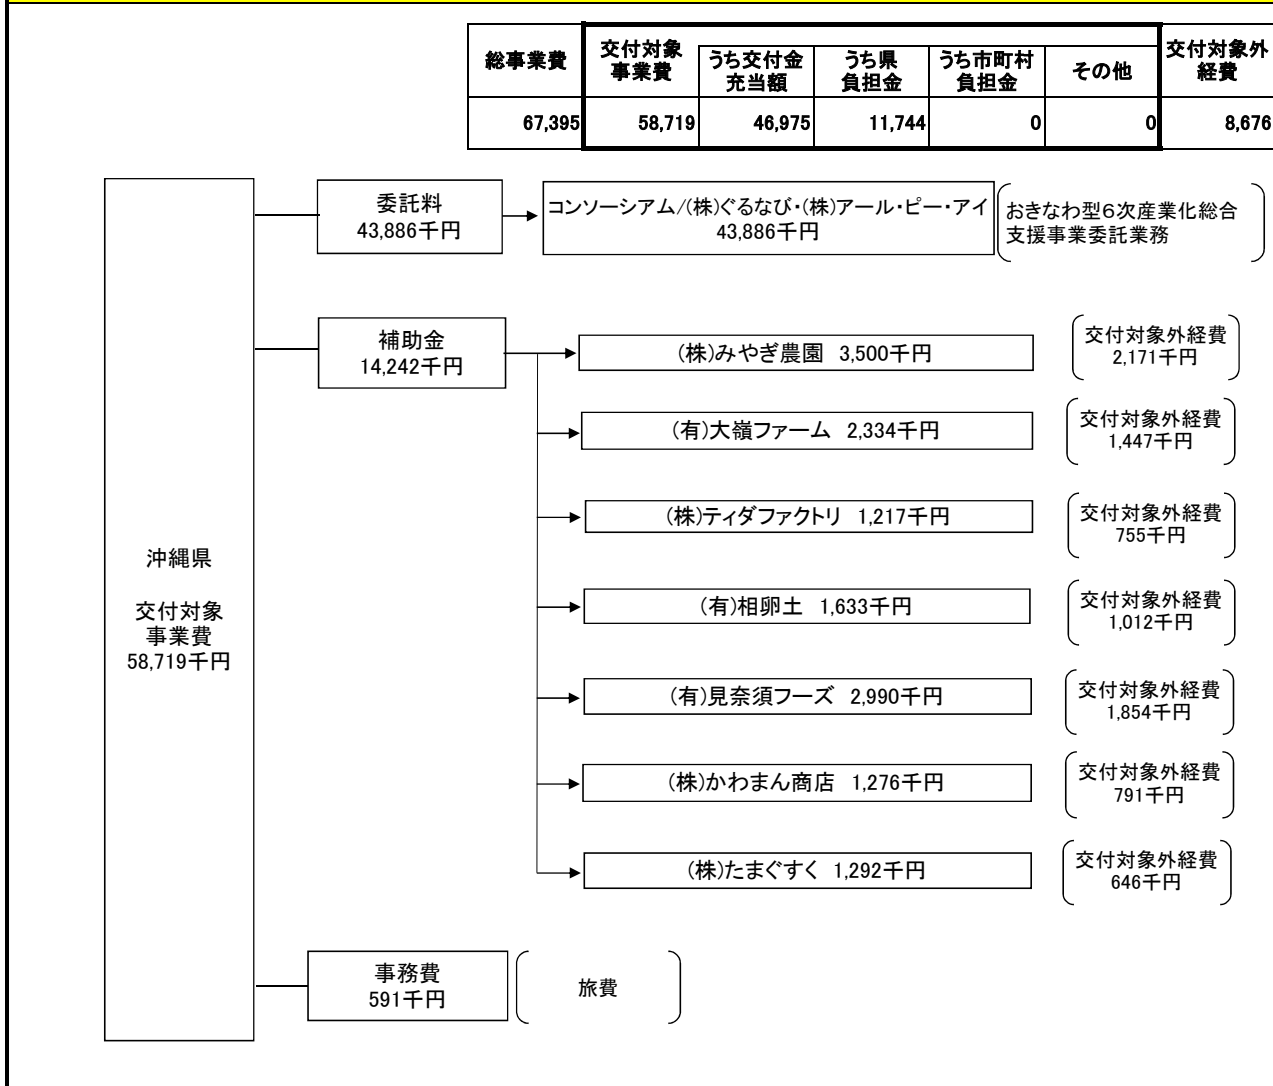 総事業費
交付対象
事業費
うち交付金
充当額
うち県
負担金
うち市町村
負担金
その他
交付対象外
経費
67,395 58,719 46,975 11,744 0 0 8,676
沖縄県
交付対象
事業費
58,719千円
委託料
43,886千円
コンソーシアム/(株)ぐるなび・(株)アール・ピー・アイ
43,886千円
おきなわ型6次産業化総合
支援事業委託業務
補助金
14,242千円
(株)みやぎ農園 3,500千円
交付対象外経費
2,171千円
(有)大嶺ファーム 2,334千円
交付対象外経費
1,447千円
(株)ティダファクトリ 1,217千円
交付対象外経費
755千円
(有)相卵土 1,633千円
交付対象外経費
1,012千円
(有)見奈須フーズ 2,990千円
交付対象外経費
1,854千円
(株)かわまん商店 1,276千円
交付対象外経費
791千円
(株)たまぐすく 1,292千円
交付対象外経費
646千円
事務費
591千円
旅費